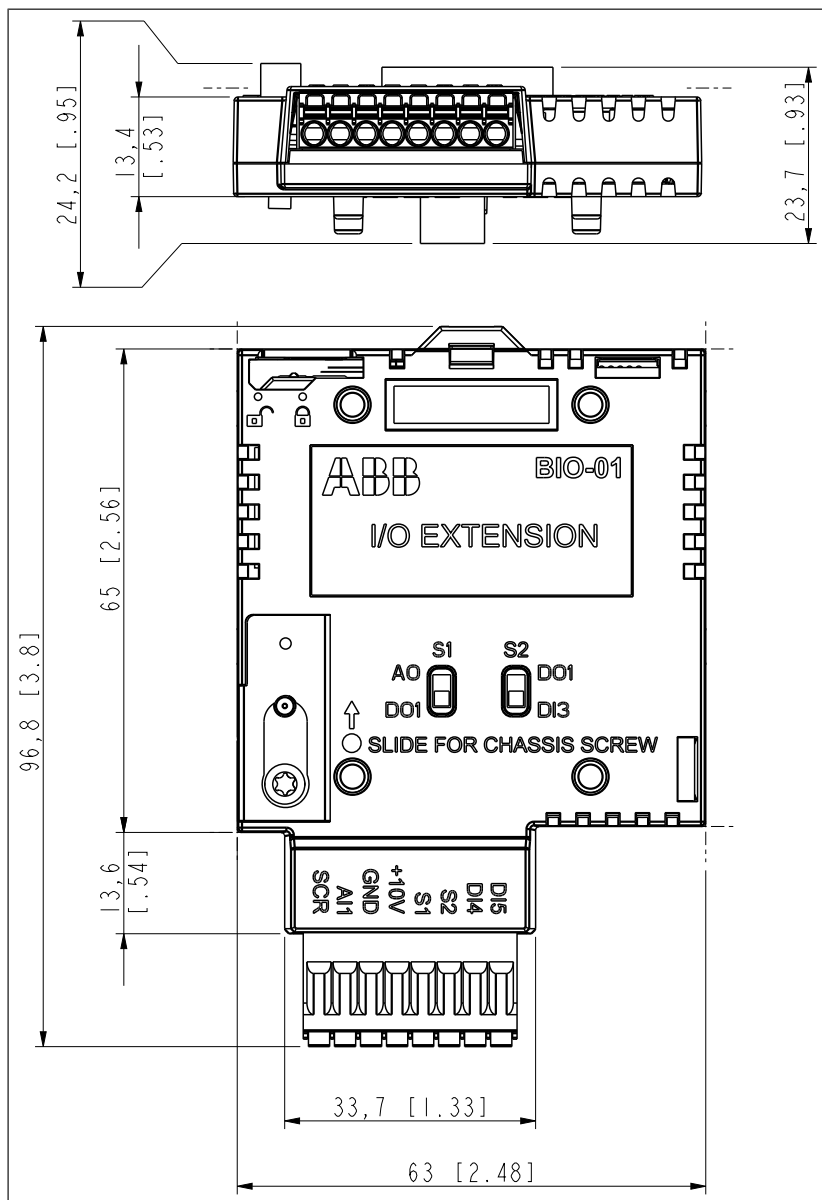 24,2 [.95]
13,4
[.53]
23,7 [.93]
96,8 [3.8]
65 [2.56]
ABB
BIO-01
I/O EXTENSION
S1
S2
AO
DO1
DO1
DI3
SLIDE FOR CHASSIS SCREW
13,6
[.54]
SCR
AI1
GND
+10V
S1
S2
DI4
DI5
33,7 [1.33]
63 [2.48]